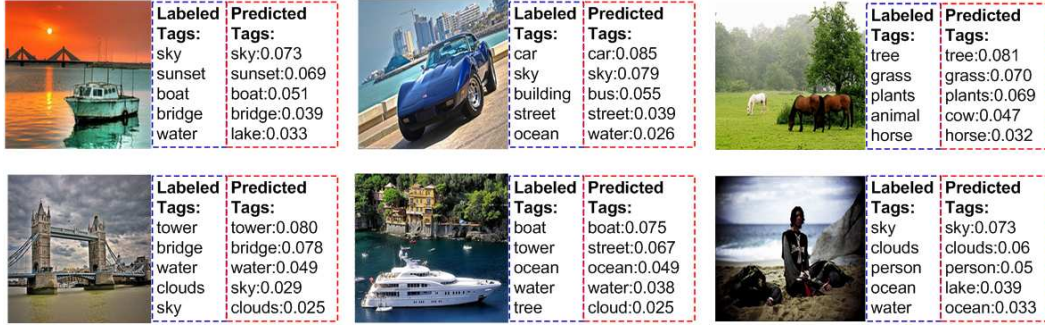 Labeled Predicted
Tags: Tags:
sky sky:0.073
sunset sunset:0.069
boat boat:0.051
bridge bridge:0.039
water lake:0.033
Labeled Predicted
Tags: Tags:
car car:0.085
sky sky:0.079
building bus:0.055
street street:0.039
ocean water:0.026
Labeled Predicted
Tags: Tags:
tree tree:0.081
grass grass:0.070
plants plants:0.069
animal cow:0.047
horse horse:0.032
Labeled Predicted
Tags: Tags:
tower tower:0.080
bridge bridge:0.078
water water:0.049
clouds sky:0.029
sky clouds:0.025
Labeled Predicted
Tags: Tags:
boat boat:0.075
tower street:0.067
ocean ocean:0.049
water water:0.038
tree cloud:0.025
Labeled Predicted
Tags: Tags:
sky sky:0.073
clouds clouds:0.06
person person:0.05
ocean lake:0.039
water ocean:0.033